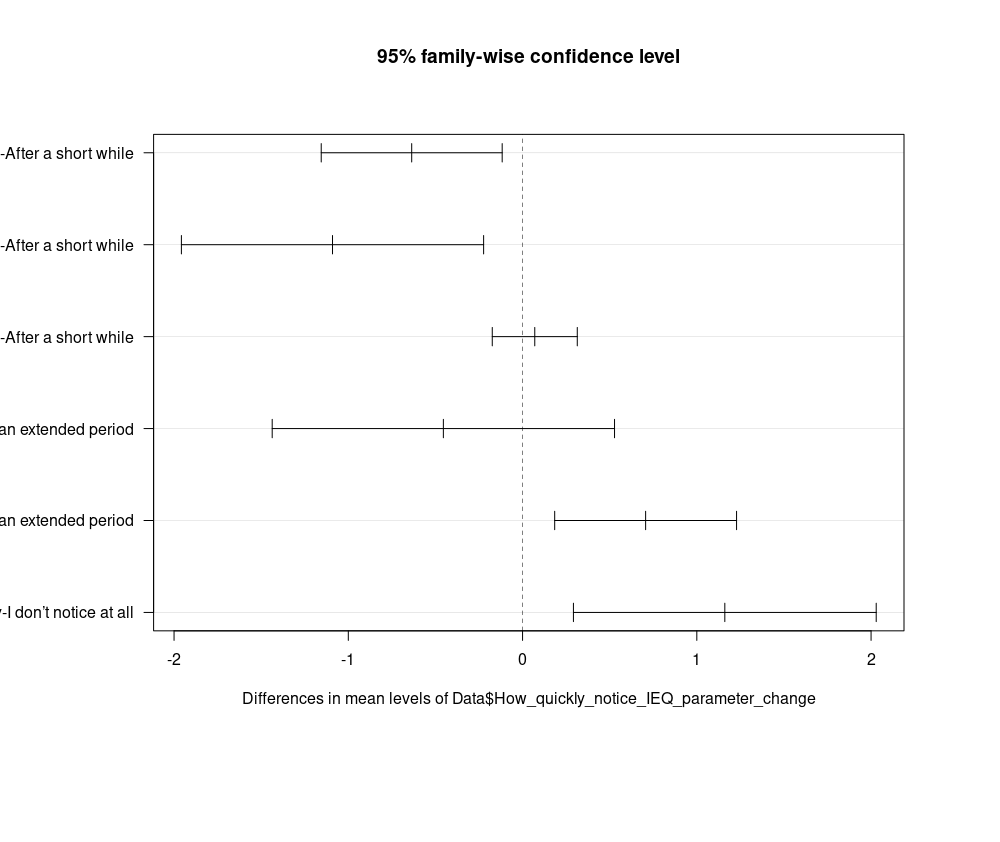 95% family-wise confidence level
-After a short while
-After a short while
-After a short while
an extended period
an extended period
-I don't notice at all
-2 -1 0 1 2
Differences in mean levels of Data$How_quickly_notice_IEQ_parameter_change